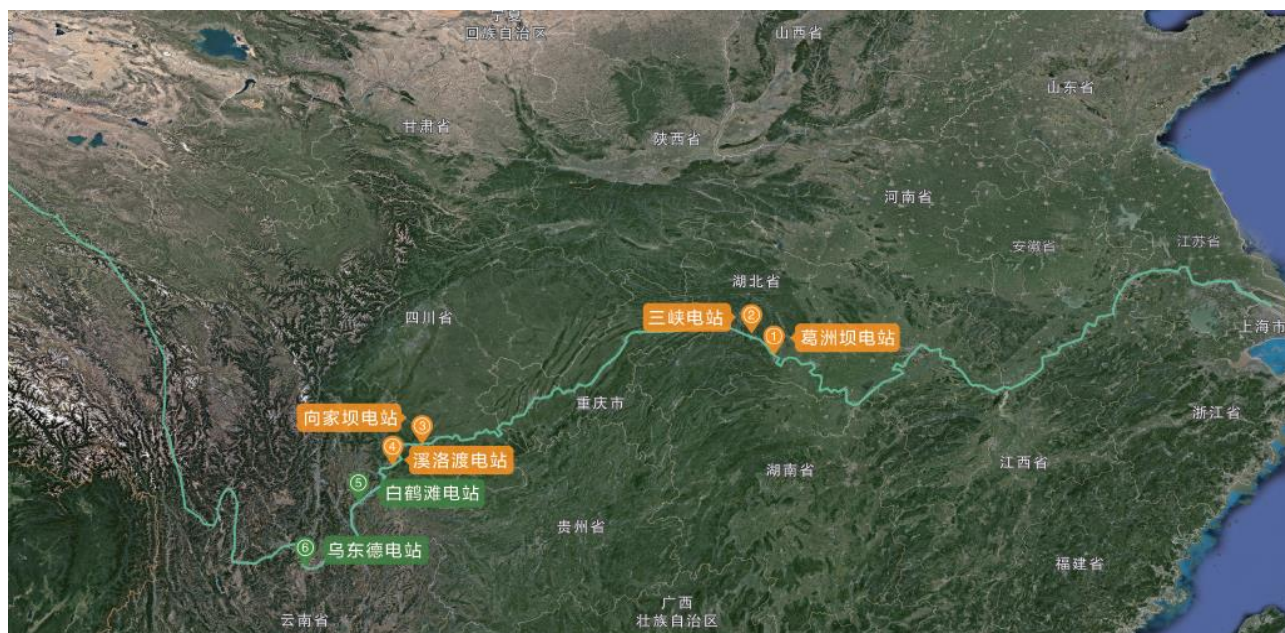 宁夏
回族自治区
山西省
山东省
甘肃省
陕西省
河南省
安徽省
江苏省
湖北省
四川省
三峡电站
②
①
葛洲坝电站
上海市
重庆市
向家坝电站
③
浙江省
④
溪洛渡电站
湖南省
江西省
⑤
白鹤滩电站
贵州省
⑥
乌东德电站
福建省
云南省
广西
壮族自治区